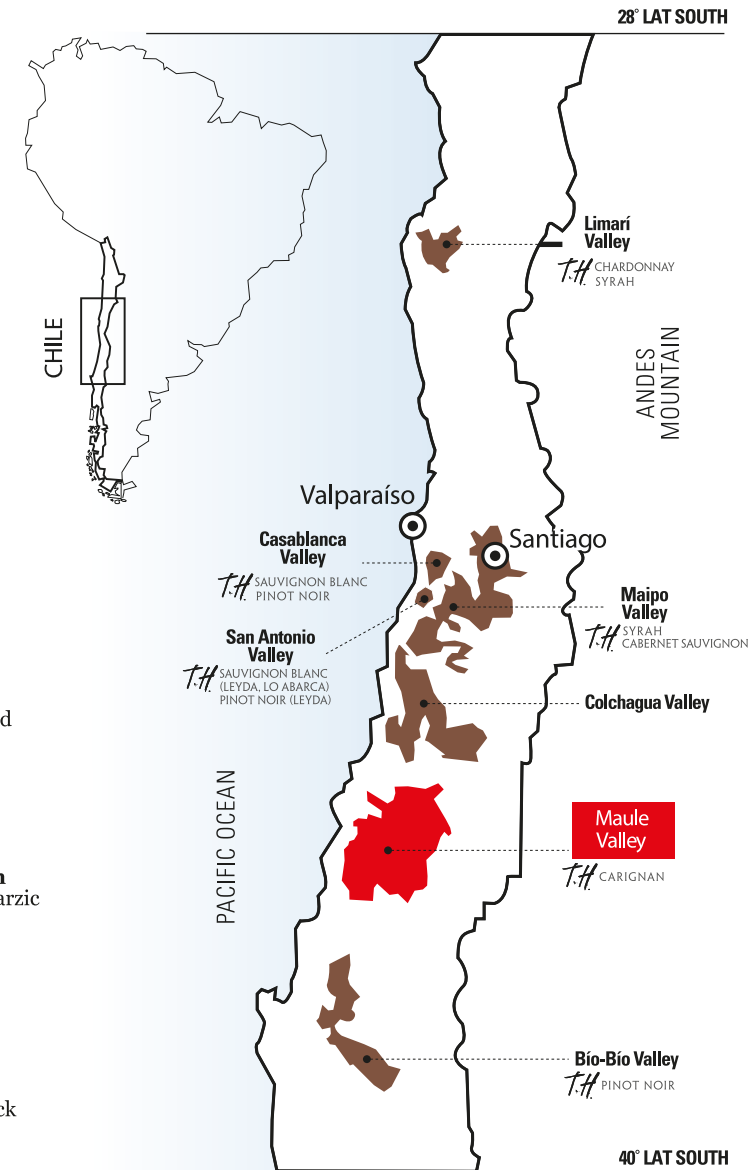 28° LAT SOUTH
Limarí
Valley
T.H. CHARDONNAY
SYRAH
CHILE
ANDES
MOUNTAIN
Valparaíso
Santiago
Casablanca
Valley
T.H. SAUVIGNON BLANC
PINOT NOIR
Maipo
Valley
T.H. SYRAH
CABERNET SAUVIGNON
San Antonio
Valley
T.H. SAUVIGNON BLANC
(LEYDA, LO ABARCA)
PINOT NOIR (LEYDA)
Colchagua Valley
d
PACIFIC OCEAN
Maule
Valley
T.H. CARIGNAN
n
arzic
Bío-Bío Valley
T.H. PINOT NOIR
ck
40° LAT SOUTH